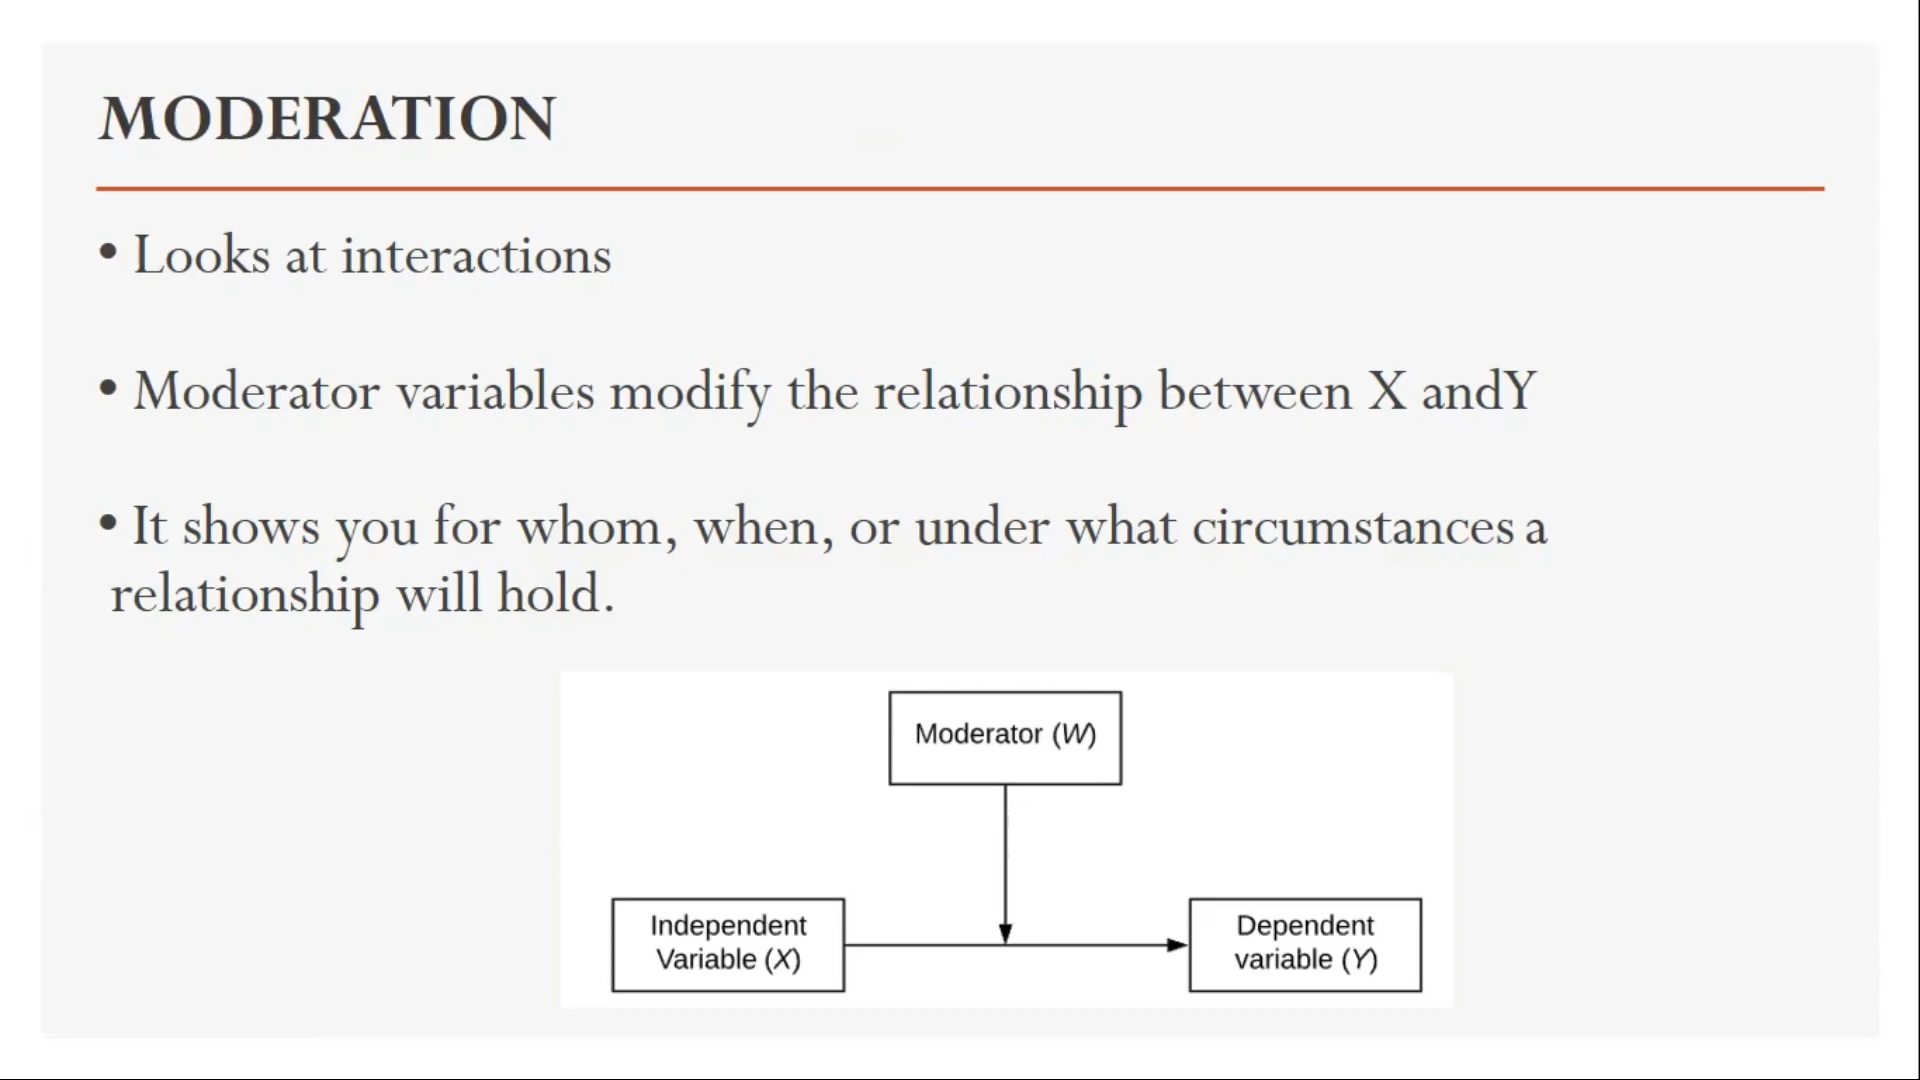 MODERATION
• Looks at interactions
• Moderator variables modify the relationship between X andY
• It shows you for whom, when, or under what circumstances a
relationship will hold.
Moderator (W)
Independent
Variable (X)
Dependent
variable (Y)